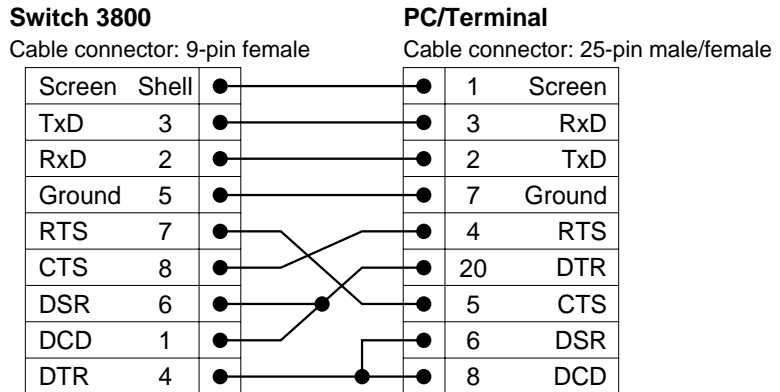 Switch 3800 PC/Terminal
Cable connector: 9-pin female Cable connector: 25-pin male/female
Screen Shell 1 Screen
TxD 3 3 RxD
RxD 2 2 TxD
Ground 5 7 Ground
RTS 7 4 RTS
CTS 8 20 DTR
DSR 6 5 CTS
DCD 1 6 DSR
DTR 4 8 DCD